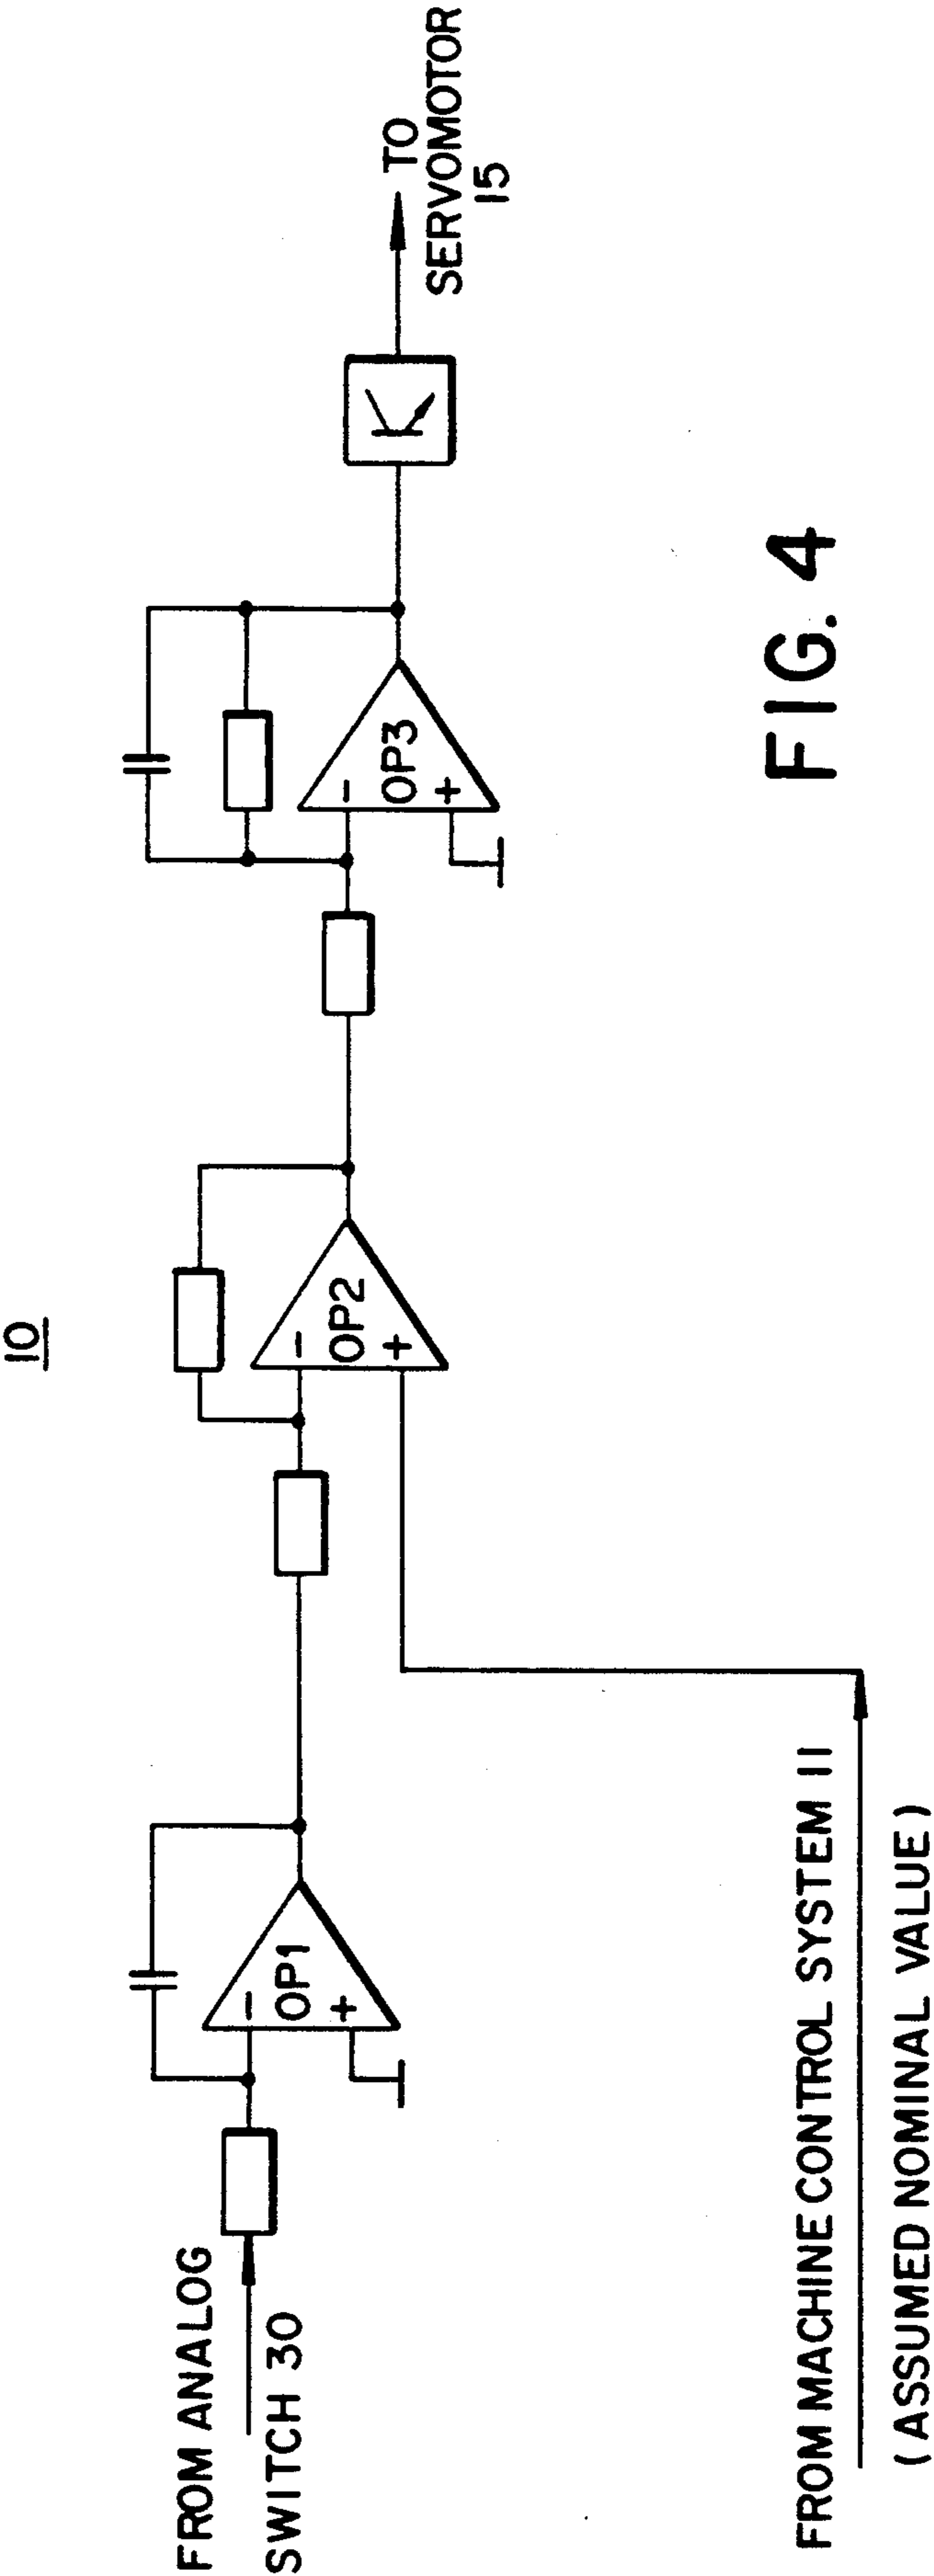 10
FROM ANALOG
SWITCH 30
-
OP1
+
-
OP2
+
-
OP3
+
TO
SERVOMOTOR
15
FROM MACHINE CONTROL SYSTEM 11
(ASSUMED NOMINAL VALUE)
FIG. 4